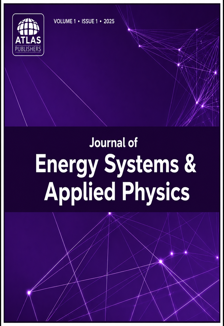 ATLAS
PUBLISHERS
VOLUME 1 • ISSUE 1 • 2025
Journal of
Energy Systems &
Applied Physics